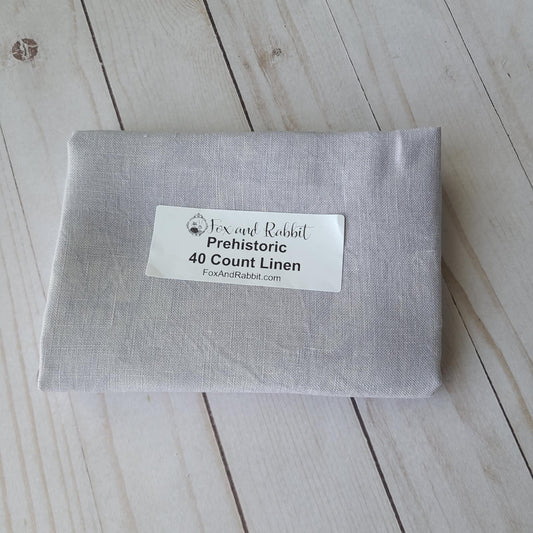 Fox and Rabbit
Prehistoric
40 Count Linen
FoxAndRabbit.com